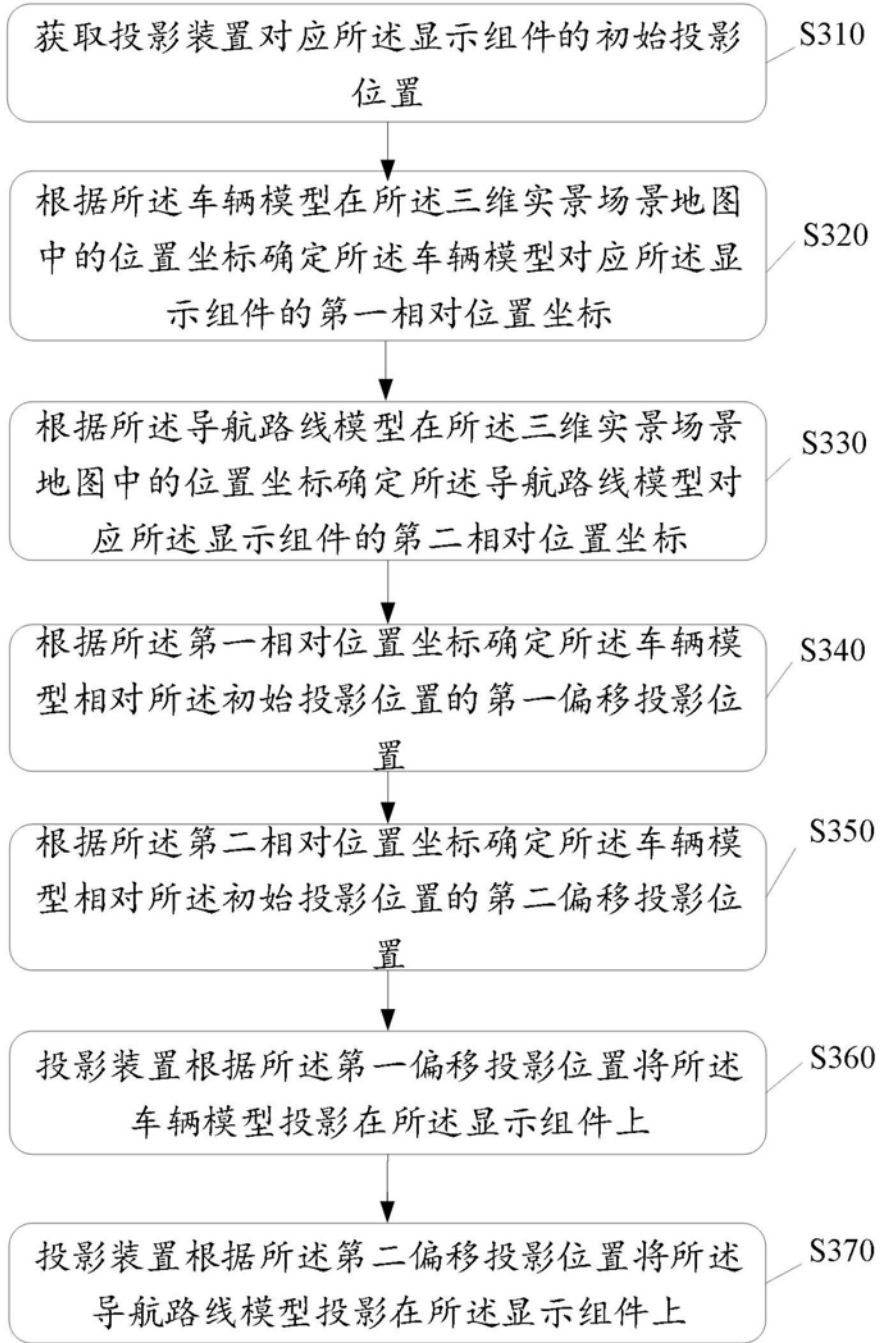 获取投影装置对应所述显示组件的初始投影
位置
S310
根据所述车辆模型在所述三维实景场景地图
中的位置坐标确定所述车辆模型对应所述显
示组件的第一相对位置坐标
S320
根据所述导航路线模型在所述三维实景场景
地图中的位置坐标确定所述导航路线模型对
应所述显示组件的第二相对位置坐标
S330
根据所述第一相对位置坐标确定所述车辆模
型相对所述初始投影位置的第一偏移投影位
置
S340
根据所述第二相对位置坐标确定所述车辆模
型相对所述初始投影位置的第二偏移投影位
置
S350
投影装置根据所述第一偏移投影位置将所述
车辆模型投影在所述显示组件上
S360
投影装置根据所述第二偏移投影位置将所述
导航路线模型投影在所述显示组件上
S370